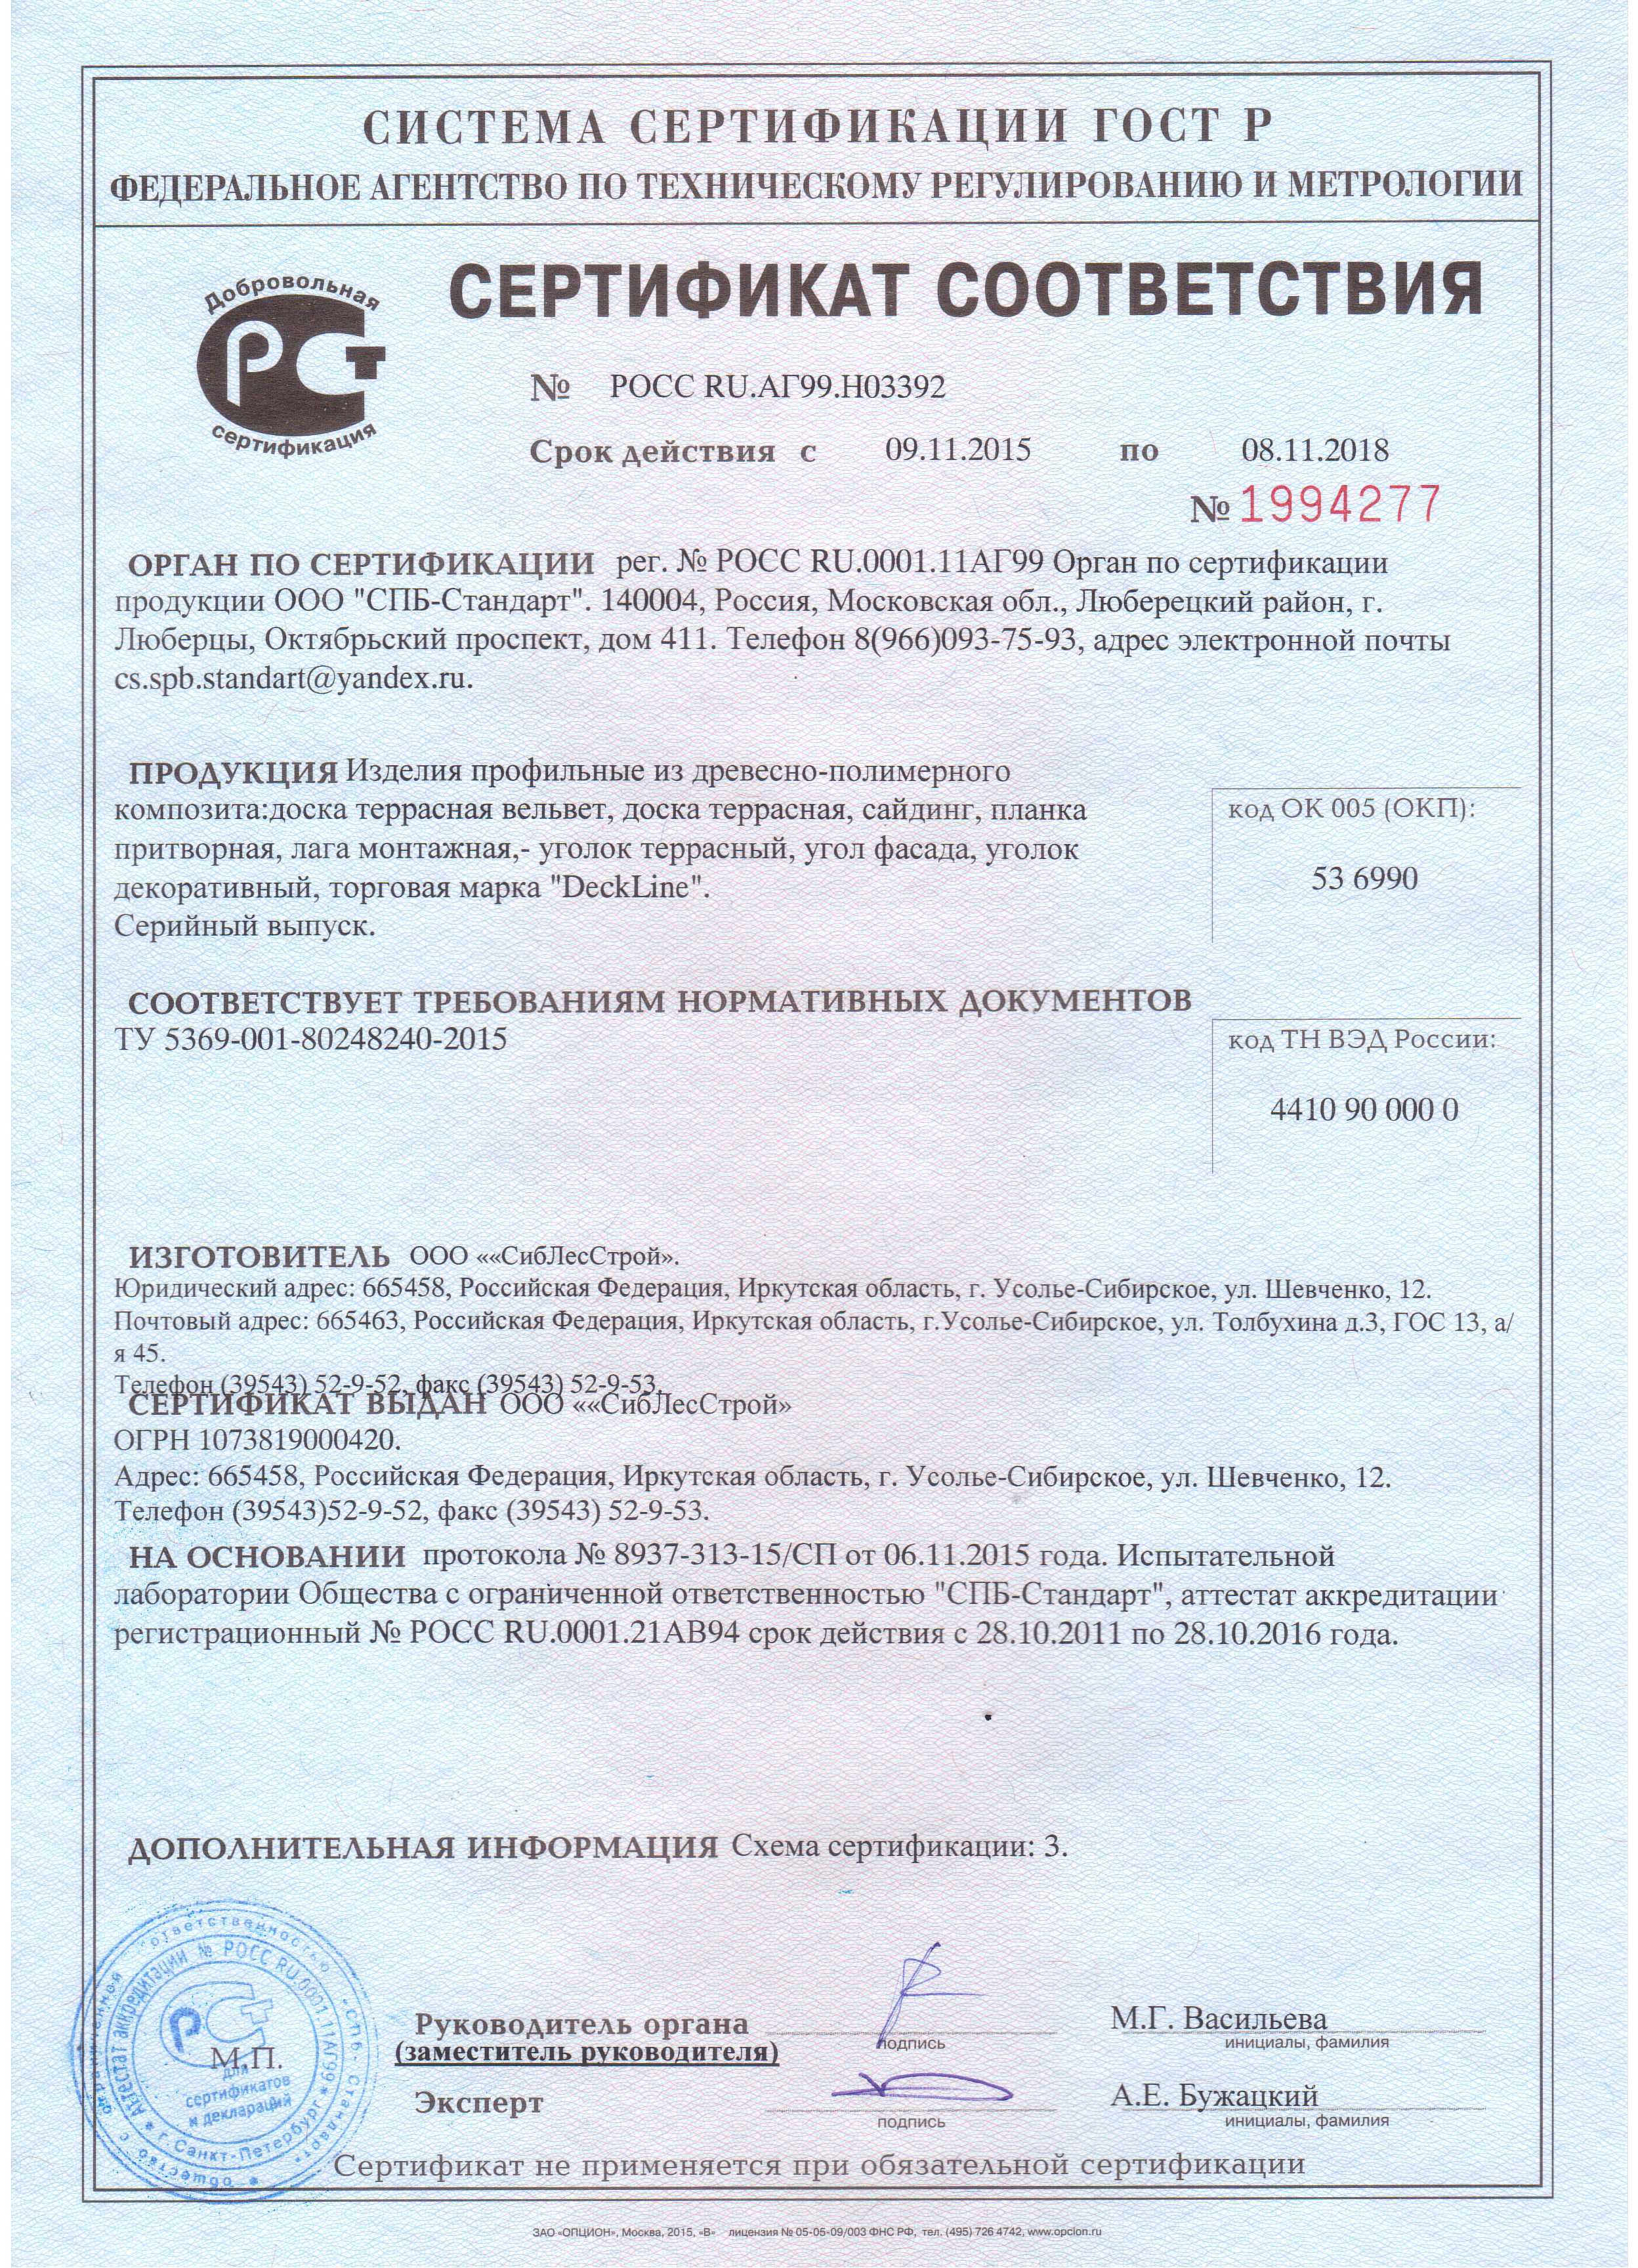 СИСТЕМА СЕРТИФИКАЦИИ ГОСТ Р
ФЕДЕРАЛЬНОЕ АГЕНТСТВО ПО ТЕХНИЧЕСКОМУ РЕГУЛИРОВАНИЮ И МЕТРОЛОГИИ
Добровольная
РСТ
сертификация
СЕРТИФИКАТ СООТВЕТСТВИЯ
№ РОСС RU.АГ99.Н03392
Срок действия с 09.11.2015 по 08.11.2018
№ 1994277
ОРГАН ПО СЕРТИФИКАЦИИ рег. № РОСС RU.0001.11АГ99 Орган по сертификации
продукции ООО "СПБ-Стандарт". 140004, Россия, Московская обл., Люберецкий район, г.
Люберцы, Октябрьский проспект, дом 411. Телефон 8(966)093-75-93, адрес электронной почты
cs.spb.standart@yandex.ru.
ПРОДУКЦИЯ Изделия профильные из древесно-полимерного
композита:доска террасная вельвет, доска террасная, сайдинг, планка
притворная, лага монтажная,- уголок террасный, угол фасада, уголок
декоративный, торговая марка "DeckLine".
Серийный выпуск.
код ОК 005 (ОКП):
53 6990
СООТВЕТСТВУЕТ ТРЕБОВАНИЯМ НОРМАТИВНЫХ ДОКУМЕНТОВ
ТУ 5369-001-80248240-2015
код ТН ВЭД России:
4410 90 000 0
ИЗГОТОВИТЕЛЬ ООО ««СибЛесСтрой».
Юридический адрес: 665458, Российская Федерация, Иркутская область, г. Усолье-Сибирское, ул. Шевченко, 12.
Почтовый адрес: 665463, Российская Федерация, Иркутская область, г.Усолье-Сибирское, ул. Толбухина д.3, ГОС 13, а/
я 45.
Телефон (39543) 52-9-52, факс (39543) 52-9-53.
СЕРТИФИКАТ ВЫДАН ООО ««СибЛесСтрой»
ОГРН 1073819000420.
Адрес: 665458, Российская Федерация, Иркутская область, г. Усолье-Сибирское, ул. Шевченко, 12.
Телефон (39543)52-9-52, факс (39543) 52-9-53.
НА ОСНОВАНИИ протокола № 8937-313-15/СП от 06.11.2015 года. Испытательной
лаборатории Общества с ограниченной ответственностью "СПБ-Стандарт", аттестат аккредитации
регистрационный № РОСС RU.0001.21АВ94 срок действия с 28.10.2011 по 28.10.2016 года.
ДОПОЛНИТЕЛЬНАЯ ИНФОРМАЦИЯ Схема сертификации: 3.
Общество с ограниченной ответственностью "СПБ-Стандарт"
Аттестат аккредитации № РОСС RU.0001.11АГ99 * г. Санкт-Петербург *
РСТ
М.П.
для
сертификатов
и деклараций
Руководитель органа
(заместитель руководителя)
подпись
М.Г. Васильева
инициалы, фамилия
Эксперт
подпись
А.Е. Бужацкий
инициалы, фамилия
Сертификат не применяется при обязательной сертификации
ЗАО «ОПЦИОН», Москва, 2015, «В» лицензия № 05-05-09/003 ФНС РФ, тел. (495) 726 4742, www.opcion.ru